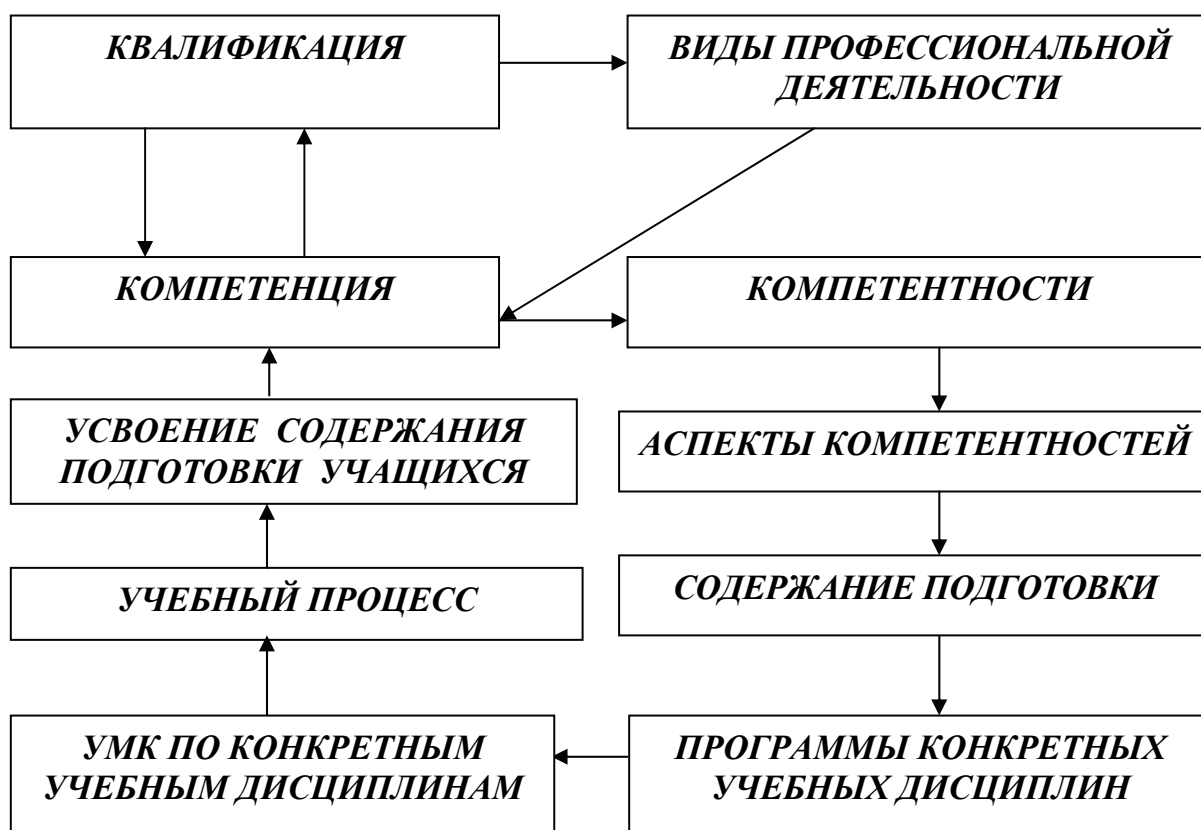 КВАЛИФИКАЦИЯ
ВИДЫ ПРОФЕССИОНАЛЬНОЙ
ДЕЯТЕЛЬНОСТИ
КОМПЕТЕНЦИЯ
КОМПЕТЕНТНОСТИ
УСВОЕНИЕ СОДЕРЖАНИЯ
ПОДГОТОВКИ УЧАЩИХСЯ
АСПЕКТЫ КОМПЕТЕНТНОСТЕЙ
УЧЕБНЫЙ ПРОЦЕСС
СОДЕРЖАНИЕ ПОДГОТОВКИ
УМК ПО КОНКРЕТНЫМ
УЧЕБНЫМ ДИСЦИПЛИНАМ
ПРОГРАММЫ КОНКРЕТНЫХ
УЧЕБНЫХ ДИСЦИПЛИН